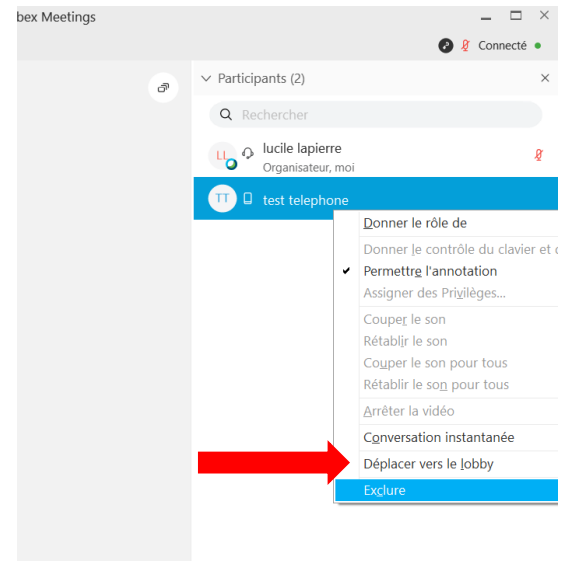 bex Meetings
Connecté
Participants (2)
Rechercher
LL
lucile lapierre
Organisateur, moi
TT
test telephone
Donner le rôle de
Donner le contrôle du clavier et
Permettre l'annotation
Assigner des Privilèges...
Couper le son
Rétablir le son
Couper le son pour tous
Rétablir le son pour tous
Arrêter la vidéo
Conversation instantanée
Déplacer vers le lobby
Exclure